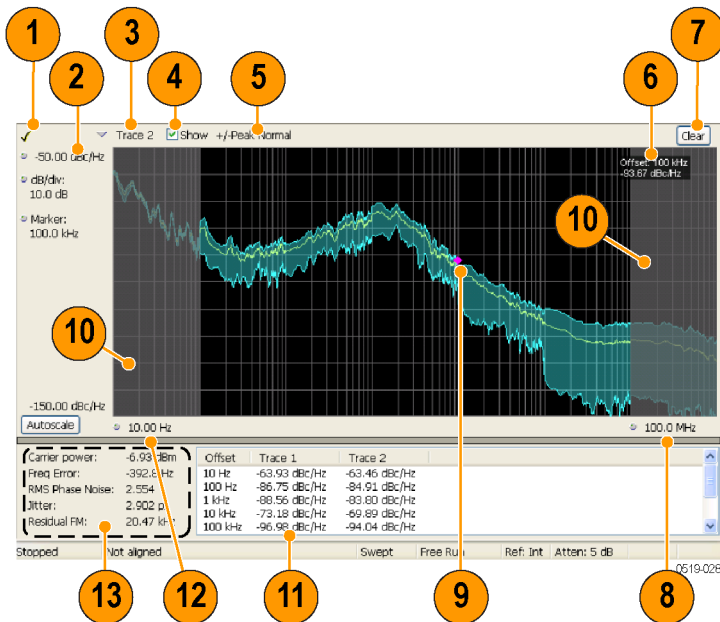 1
2
3
4
5
6
7
Trace 2 Show +/-Peak Normal Clear
-50.00 dBc/Hz
dB/div:
10.0 dB
Marker:
100.0 kHz
Offset: 100 kHz
-93.67 dBc/Hz
10
10
-150.00 dBc/Hz
Autoscale
10.00 Hz
100.0 MHz
Carrier power: -6.93 dBm
Freq Error: -392.8 Hz
RMS Phase Noise: 2.554
Jitter: 2.902
Residual FM: 20.47 kHz
Offset Trace 1 Trace 2
10 Hz -63.93 dBc/Hz -63.46 dBc/Hz
100 Hz -86.75 dBc/Hz -84.91 dBc/Hz
1 kHz -88.56 dBc/Hz -83.80 dBc/Hz
10 kHz -73.18 dBc/Hz -69.89 dBc/Hz
100 kHz -96.98 dBc/Hz -94.04 dBc/Hz
Stopped Not aligned Swept Free Run Ref: Int Atten: 5 dB
0519-028
13
12
11
9
8